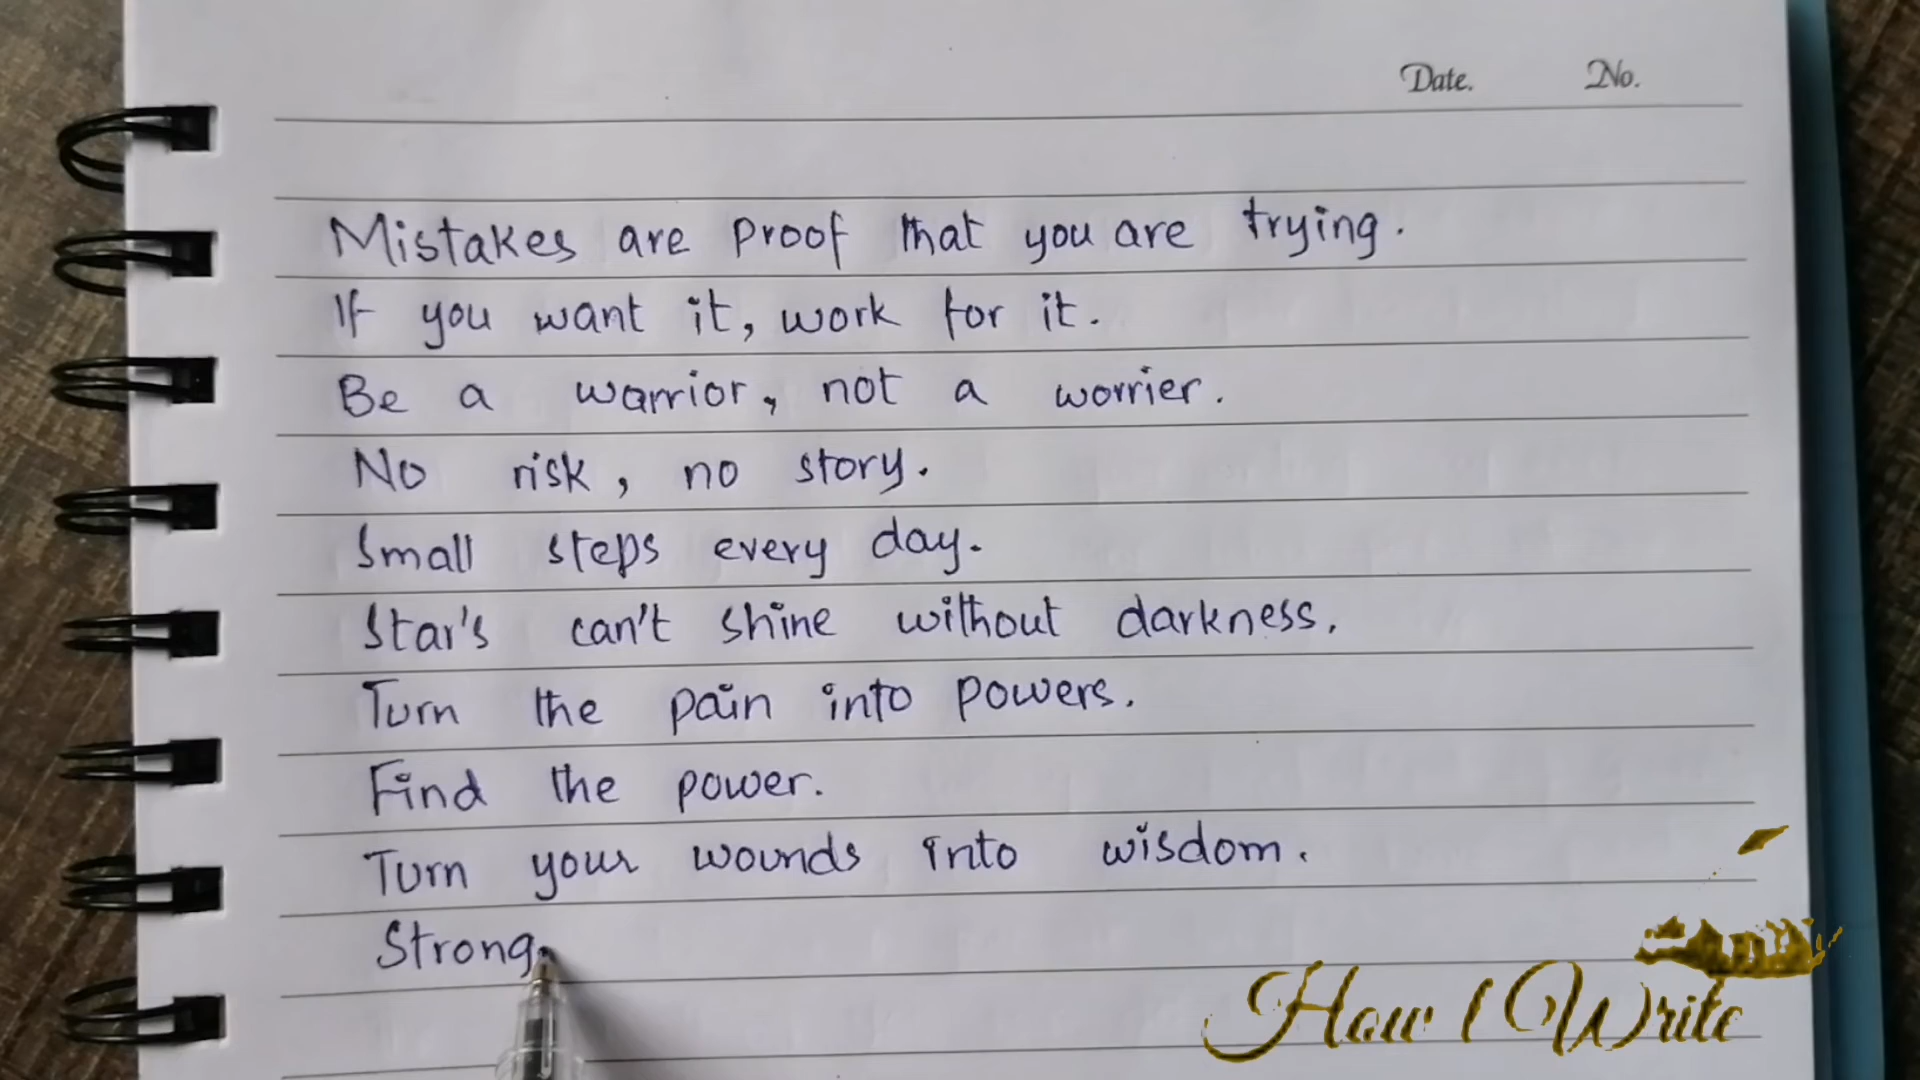 Date. No.
Mistakes are proof that you are trying.
If you want it, work for it.
Be a warrior, not a worrier.
No risk, no story.
Small steps every day.
Star's can't shine without darkness.
Turn the pain into powers.
Find the power.
Turn your wounds into wisdom.
Strong
How I Write